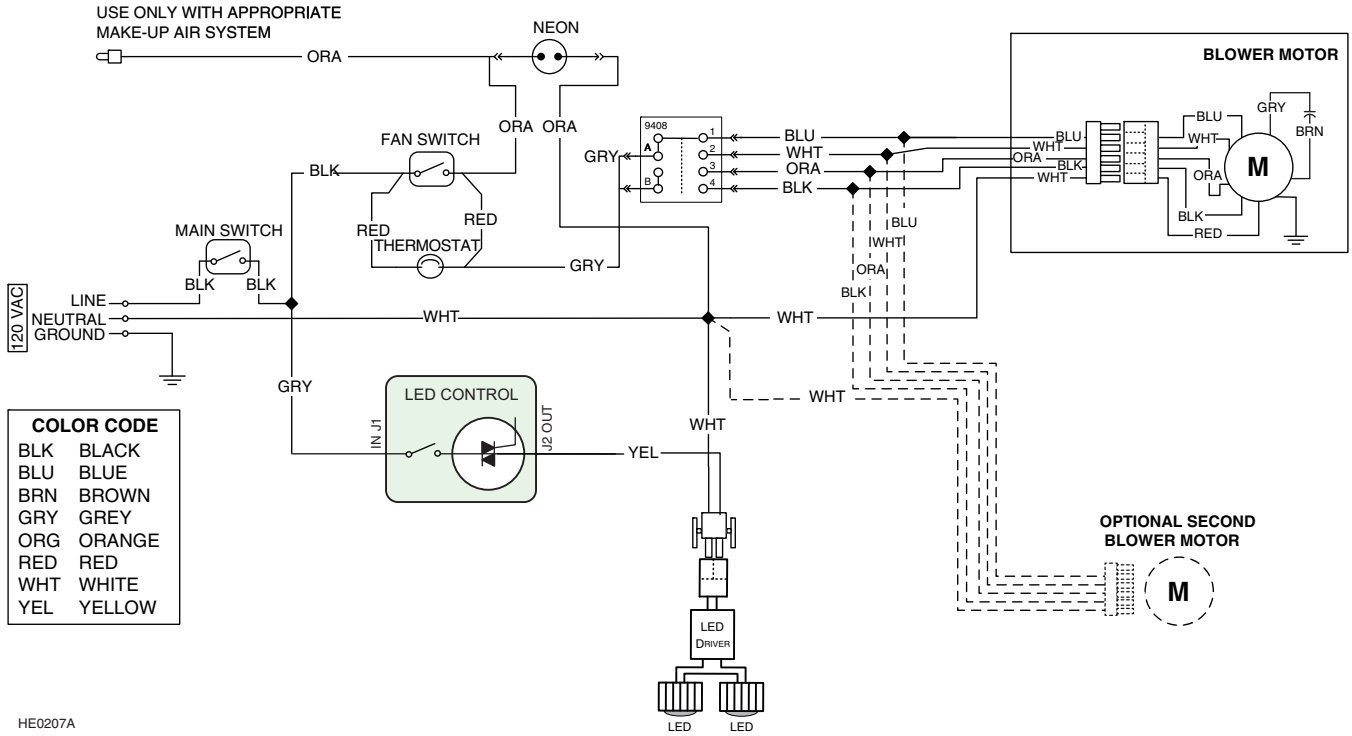 USE ONLY WITH APPROPRIATE
MAKE-UP AIR SYSTEM
ORA
NEON
BLOWER MOTOR
ORA
ORA
FAN SWITCH
BLK
RED
RED
THERMOSTAT
GRY
GRY
9408
A
B
1
2
3
4
BLU
WHT
ORA
BLK
BLU
WHT
ORA
BLK
WHT
BLU
WHT
ORA
BLK
RED
GRY
BRN
M
MAIN SWITCH
BLK
BLK
120 VAC
LINE
NEUTRAL
GROUND
WHT
WHT
BLU
WHT
ORA
BLK
GRY
LED CONTROL
IN J1
J2 OUT
YEL
WHT
WHT
COLOR CODE
BLK BLACK
BLU BLUE
BRN BROWN
GRY GREY
ORG ORANGE
RED RED
WHT WHITE
YEL YELLOW
OPTIONAL SECOND
BLOWER MOTOR
M
LED
DRIVER
LED
LED
HE0207A